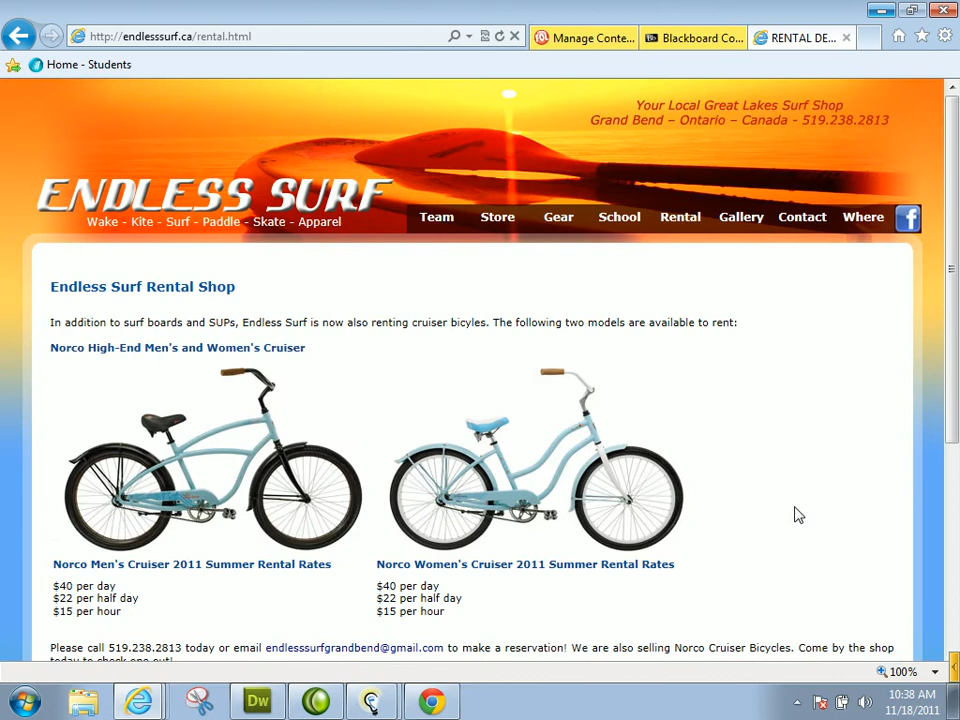 http://endlesssurf.ca/rental.html
Manage Conte...
Blackboard Co...
RENTAL DE...
Home - Students
Your Local Great Lakes Surf Shop
Grand Bend – Ontario – Canada - 519.238.2813
ENDLESS SURF
Wake - Kite - Surf - Paddle - Skate - Apparel
Team Store Gear School Rental Gallery Contact Where f
Endless Surf Rental Shop
In addition to surf boards and SUPs, Endless Surf is now also renting cruiser bicyles. The following two models are available to rent:
Norco High-End Men's and Women's Cruiser
Norco Men's Cruiser 2011 Summer Rental Rates
$40 per day
$22 per half day
$15 per hour
Norco Women's Cruiser 2011 Summer Rental Rates
$40 per day
$22 per half day
$15 per hour
Please call 519.238.2813 today or email endlesssurfgrandbend@gmail.com to make a reservation! We are also selling Norco Cruiser Bicycles. Come by the shop
today to check one out!
100%
Dw
10:38 AM
11/18/2011